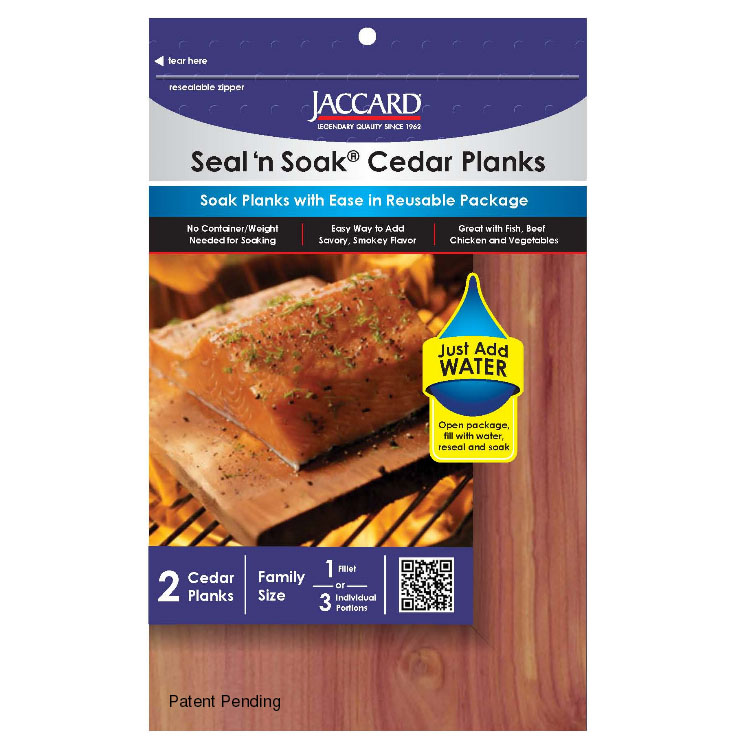 tear here
resealable zipper
JACCARD®
LEGENDARY QUALITY SINCE 1962
Seal 'n Soak® Cedar Planks
Soak Planks with Ease in Reusable Package
No Container/Weight
Needed for Soaking
Easy Way to Add
Savory, Smokey Flavor
Great with Fish, Beef
Chicken and Vegetables
Just Add
WATER
Open package,
fill with water,
reseal and soak
2 Cedar
Planks
Family
Size
1 Fillet
or
3 Individual
Portions
Patent Pending